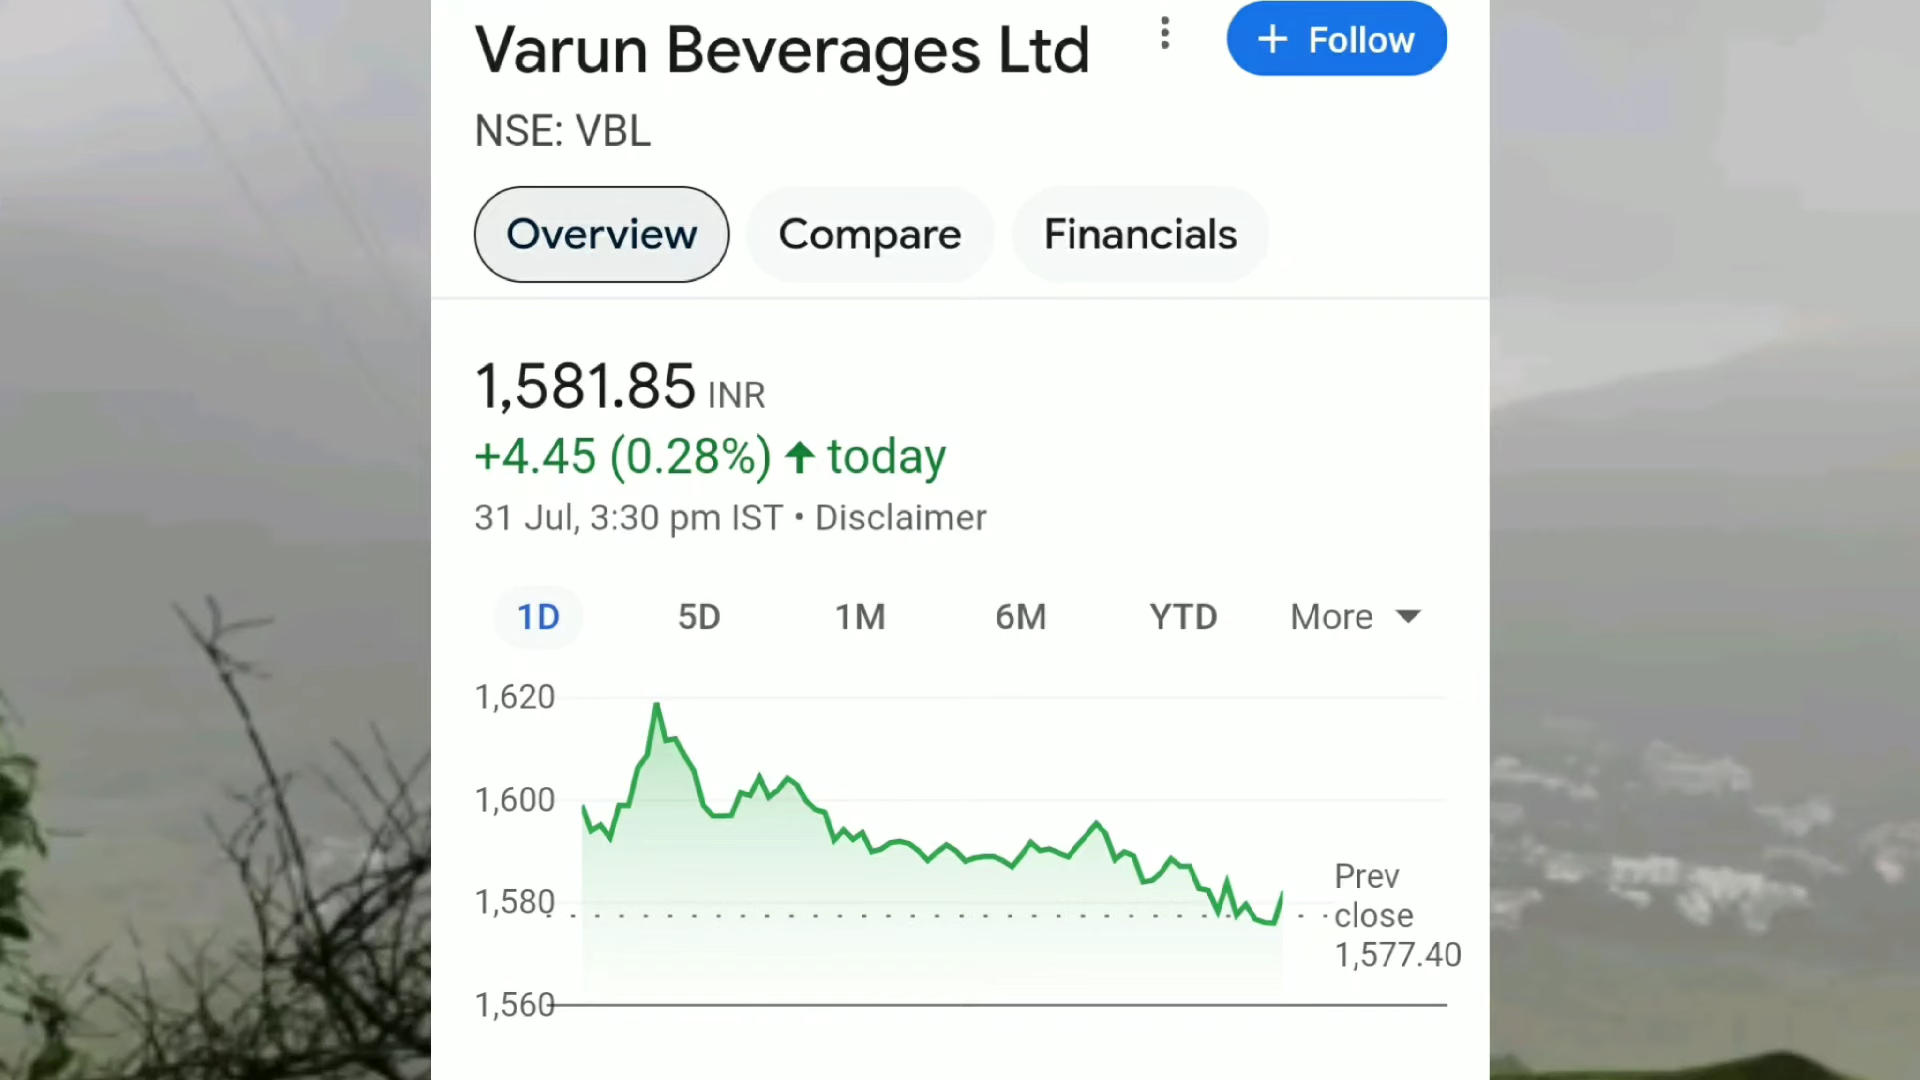 Varun Beverages Ltd
+ Follow
NSE: VBL
Overview
Compare
Financials
1,581.85 INR
+4.45 (0.28%) ↑ today
31 Jul, 3:30 pm IST • Disclaimer
1D 5D 1M 6M YTD More
1,620
1,600
1,580
1,560
Prev
close
1,577.40